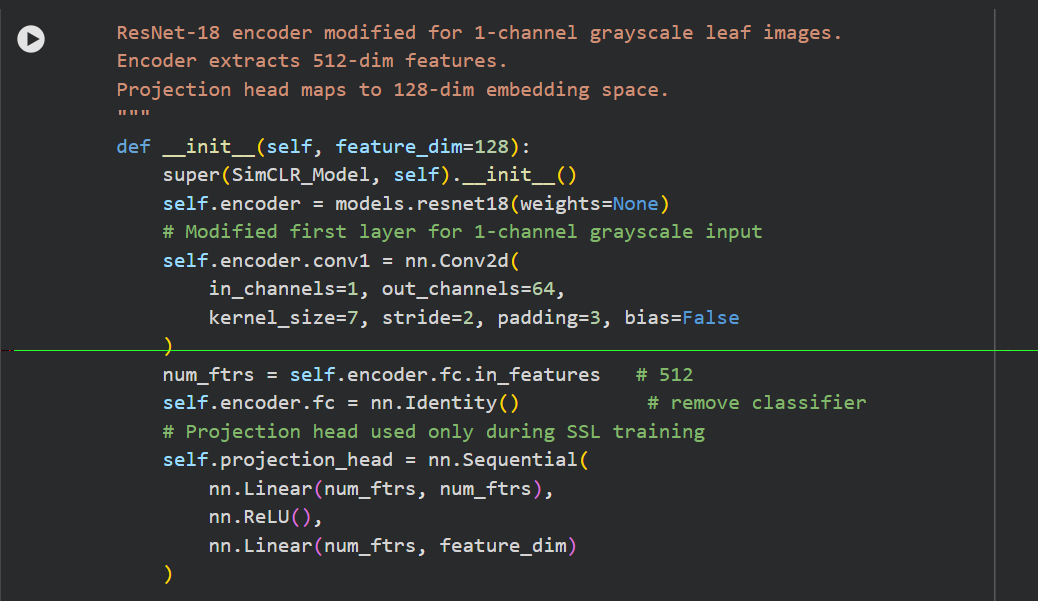 ResNet-18 encoder modified for 1-channel grayscale leaf images.
Encoder extracts 512-dim features.
Projection head maps to 128-dim embedding space.
"""
def __init__(self, feature_dim=128):
    super(SimCLR_Model, self).__init__()
    self.encoder = models.resnet18(weights=None)
    # Modified first layer for 1-channel grayscale input
    self.encoder.conv1 = nn.Conv2d(
        in_channels=1, out_channels=64,
        kernel_size=7, stride=2, padding=3, bias=False
    )
    num_ftrs = self.encoder.fc.in_features   # 512
    self.encoder.fc = nn.Identity()           # remove classifier
    # Projection head used only during SSL training
    self.projection_head = nn.Sequential(
        nn.Linear(num_ftrs, num_ftrs),
        nn.ReLU(),
        nn.Linear(num_ftrs, feature_dim)
    )